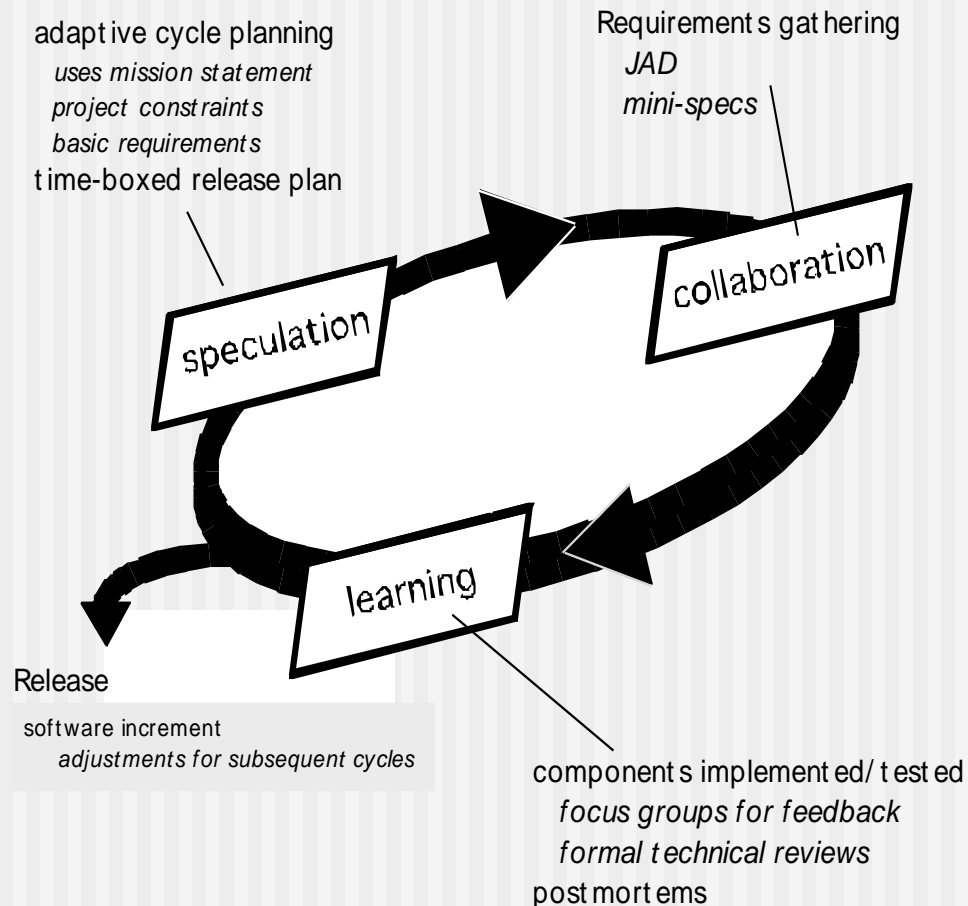 adaptive cycle planning
uses mission statement
project constraints
basic requirements
time-boxed release plan
Requirements gathering
JAD
mini-specs
speculation
collaboration
learning
Release
software increment
adjustments for subsequent cycles
components implemented/ tested
focus groups for feedback
formal technical reviews
postmortems